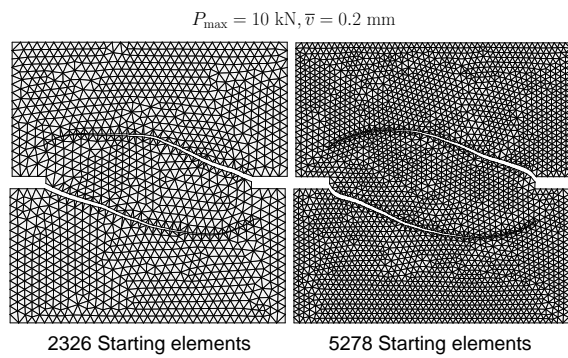 P_max = 10 kN, v̅ = 0.2 mm
2326 Starting elements
5278 Starting elements